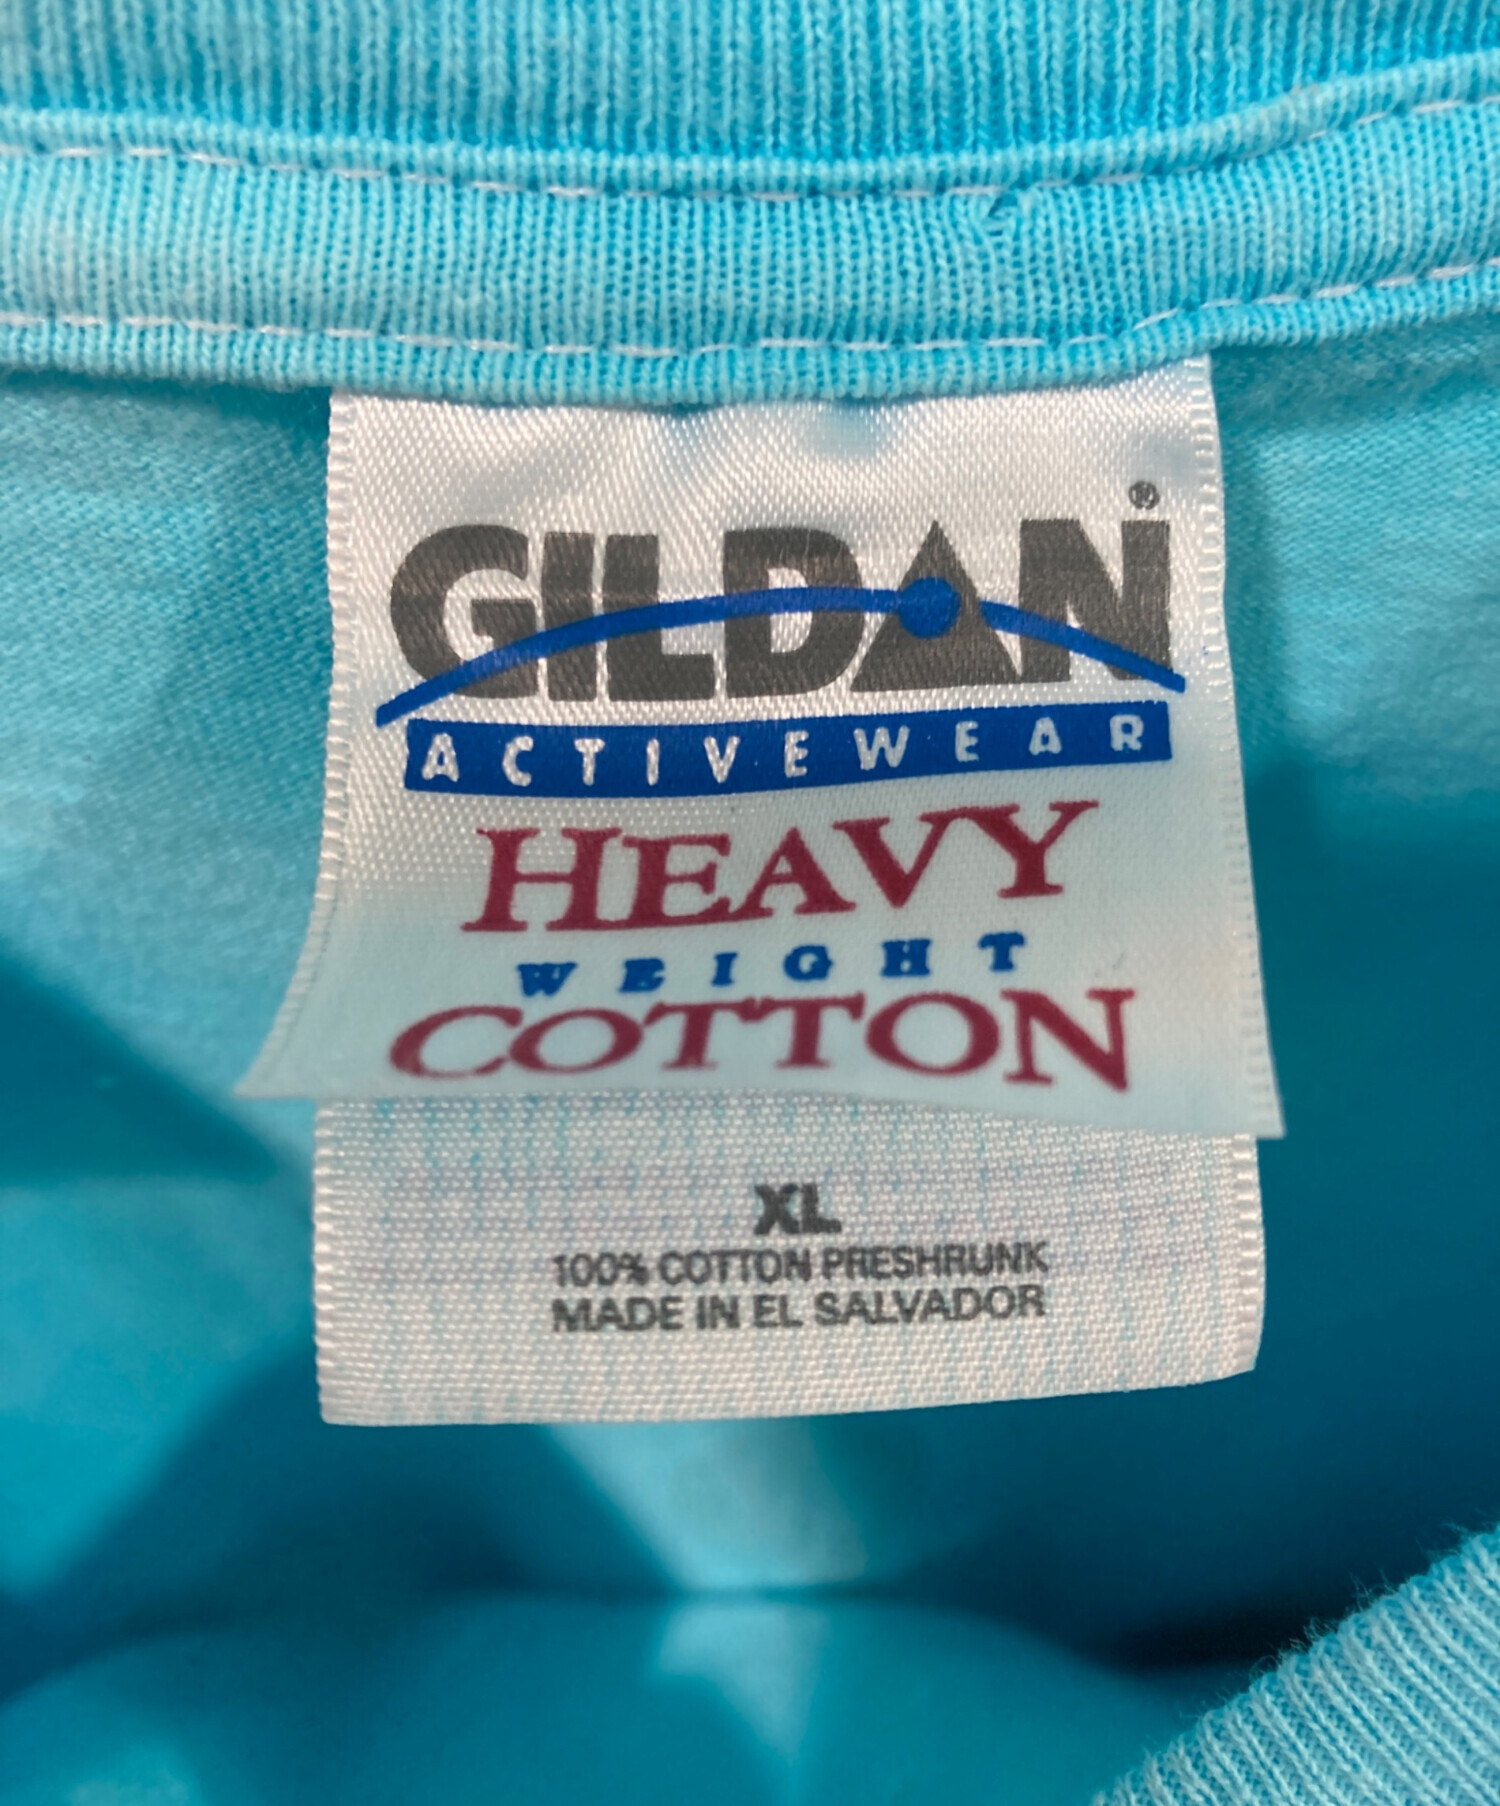 GILDAN®
ACTIVEWEAR
HEAVY
WEIGHT
COTTON
XL
100% COTTON PRESHRUNK
MADE IN EL SALVADOR